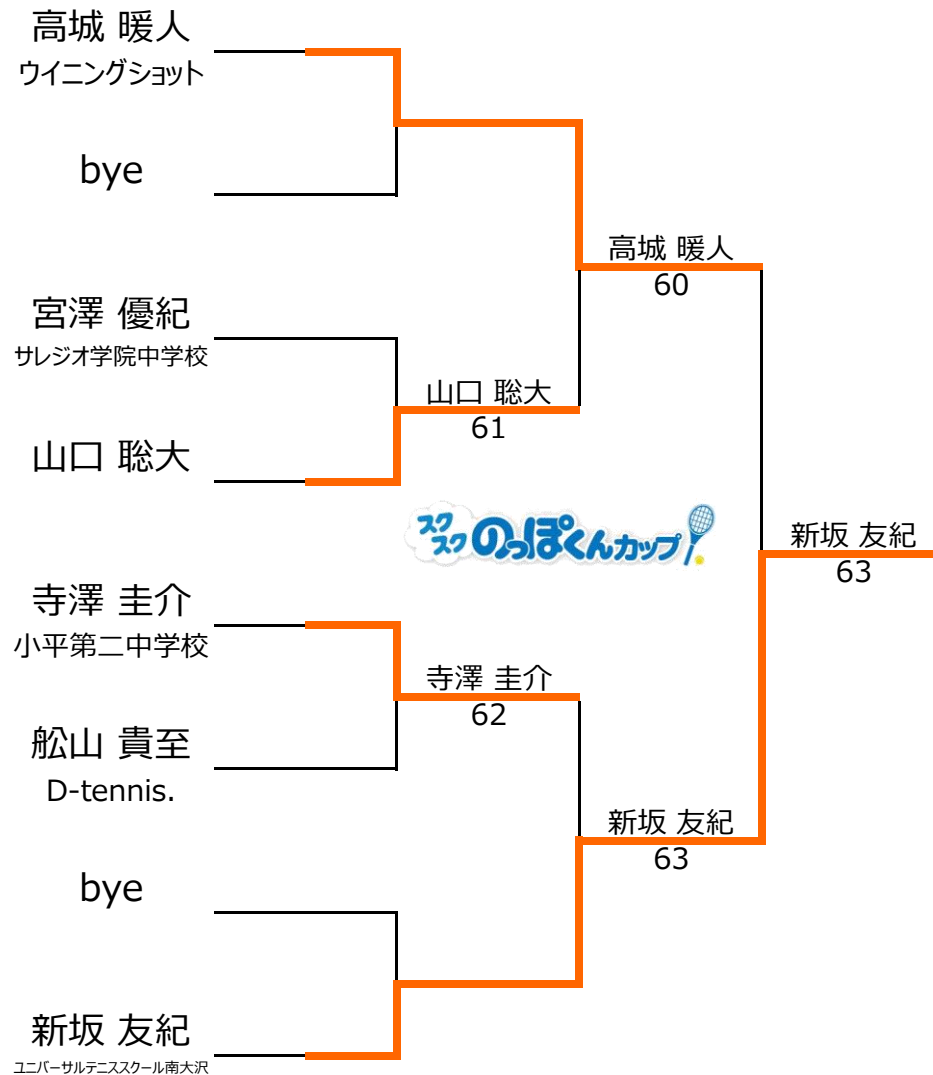 高城 暖人
ウイニングショット
bye
高城 暖人
60
宮澤 優紀
サレジオ学院中学校
山口 聡大
61
山口 聡大
スクスク のっぽくんカップ
新坂 友紀
63
寺澤 圭介
小平第二中学校
寺澤 圭介
62
舩山 貴至
D-tennis.
新坂 友紀
63
bye
新坂 友紀
ユニバーサルテニススクール南大沢